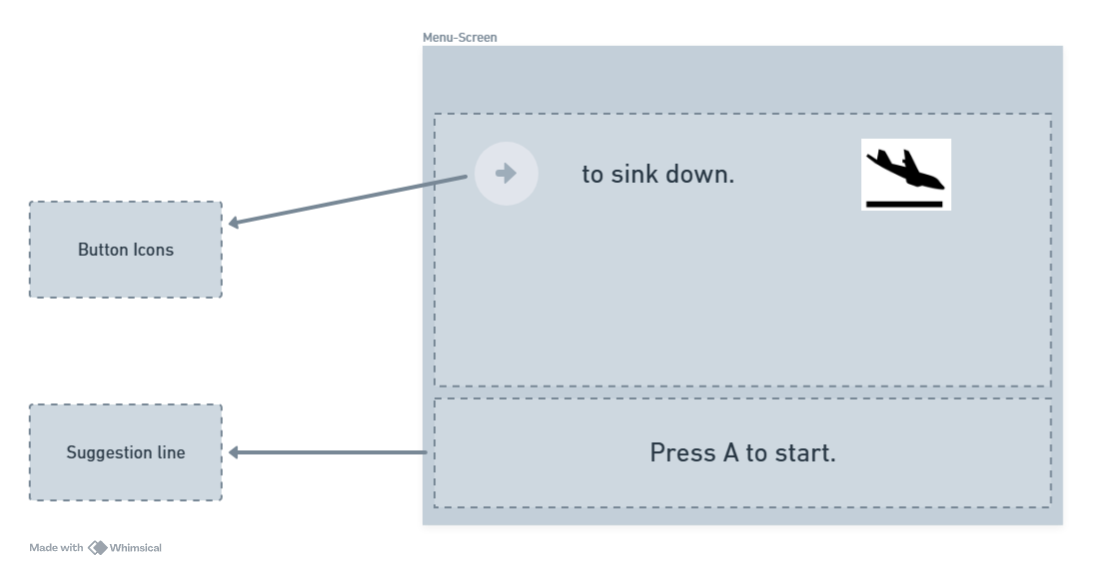 Menu-Screen
to sink down.
Button Icons
Suggestion line
Press A to start.
Made with Whimsical